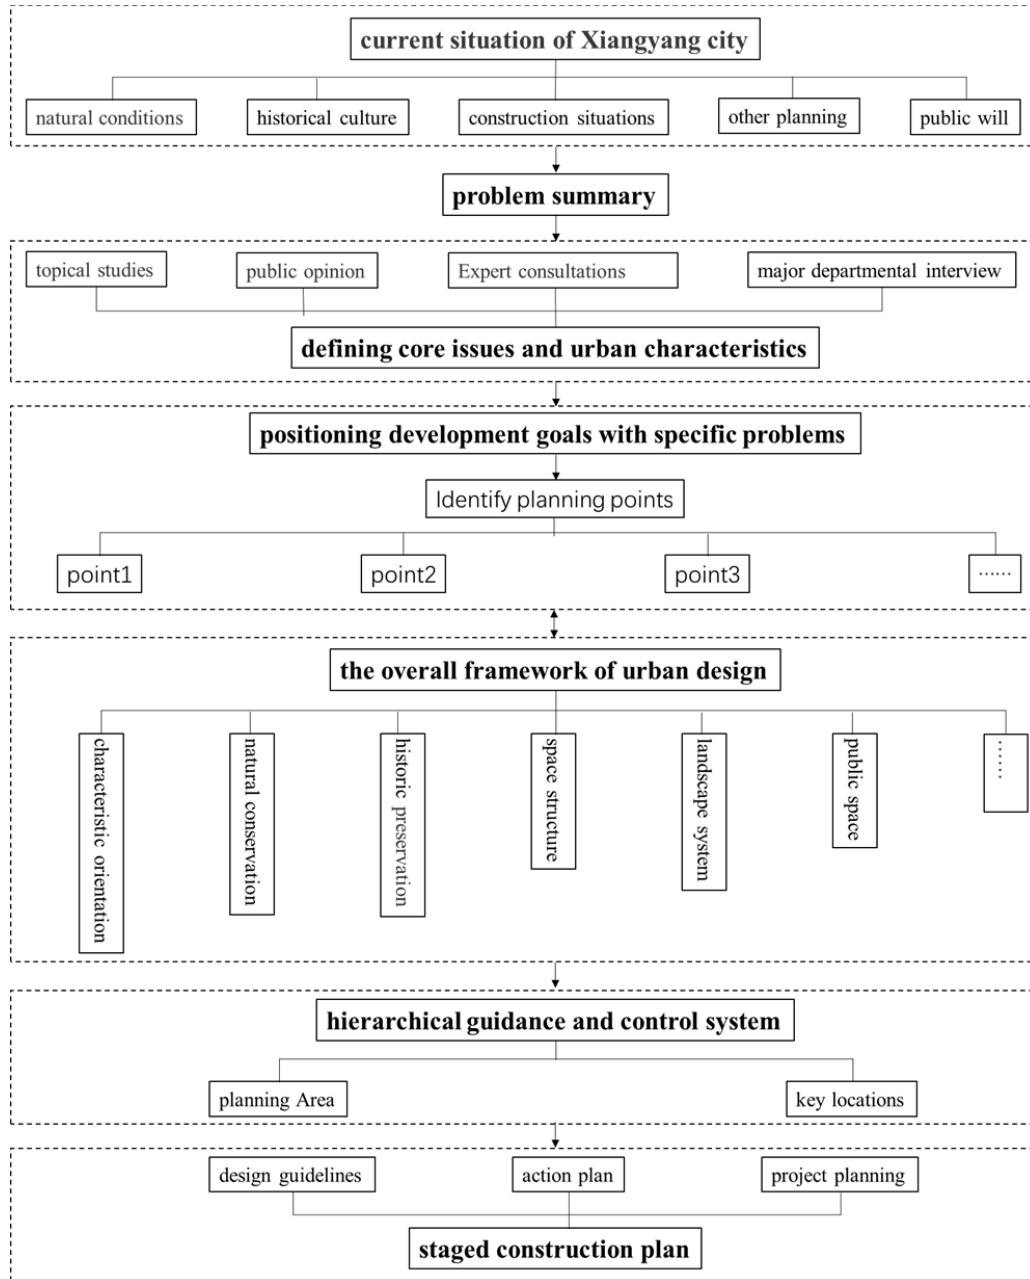 current situation of Xiangyang city
natural conditions
historical culture
construction situations
other planning
public will
problem summary
topical studies
public opinion
Expert consultations
major departmental interview
defining core issues and urban characteristics
positioning development goals with specific problems
Identify planning points
point1
point2
point3
……
the overall framework of urban design
characteristic orientation
natural conservation
historic preservation
space structure
landscape system
public space
……
hierarchical guidance and control system
planning Area
key locations
design guidelines
action plan
project planning
staged construction plan